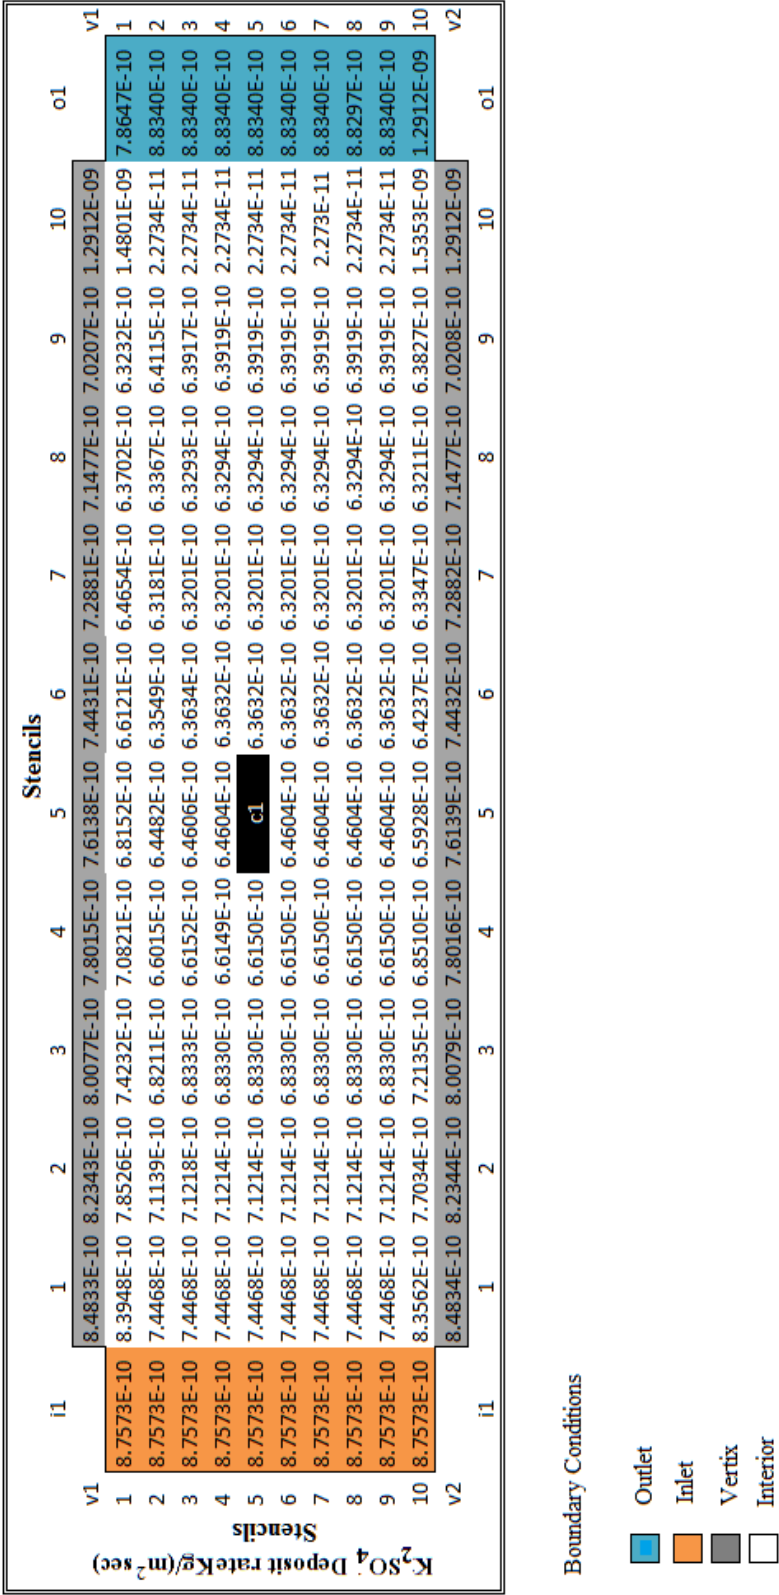 Stencils
i1 1 2 3 4 5 6 7 8 9 10 o1
v1 8.4833E-10 8.2343E-10 8.0077E-10 7.8015E-10 7.6138E-10 7.4431E-10 7.2881E-10 7.1477E-10 7.0207E-10 1.2912E-09 v1
1 8.7573E-10 8.3948E-10 7.8526E-10 7.4232E-10 7.0821E-10 6.8152E-10 6.6121E-10 6.4654E-10 6.3702E-10 6.3232E-10 1.4801E-09 7.8647E-10 1
2 8.7573E-10 7.4468E-10 7.1139E-10 6.8211E-10 6.6015E-10 6.4482E-10 6.3549E-10 6.3181E-10 6.3367E-10 6.4115E-10 2.2734E-11 8.8340E-10 2
3 8.7573E-10 7.4468E-10 7.1218E-10 6.8333E-10 6.6152E-10 6.4606E-10 6.3634E-10 6.3201E-10 6.3293E-10 6.3917E-10 2.2734E-11 8.8340E-10 3
4 8.7573E-10 7.4468E-10 7.1214E-10 6.8330E-10 6.6149E-10 6.4604E-10 6.3632E-10 6.3201E-10 6.3294E-10 6.3919E-10 2.2734E-11 8.8340E-10 4
5 8.7573E-10 7.4468E-10 7.1214E-10 6.8330E-10 6.6150E-10 c1 6.3632E-10 6.3201E-10 6.3294E-10 6.3919E-10 2.2734E-11 8.8340E-10 5
6 8.7573E-10 7.4468E-10 7.1214E-10 6.8330E-10 6.6150E-10 6.4604E-10 6.3632E-10 6.3201E-10 6.3294E-10 6.3919E-10 2.2734E-11 8.8340E-10 6
7 8.7573E-10 7.4468E-10 7.1214E-10 6.8330E-10 6.6150E-10 6.4604E-10 6.3632E-10 6.3201E-10 6.3294E-10 6.3919E-10 2.273E-11 8.8340E-10 7
8 8.7573E-10 7.4468E-10 7.1214E-10 6.8330E-10 6.6150E-10 6.4604E-10 6.3632E-10 6.3201E-10 6.3294E-10 6.3919E-10 2.2734E-11 8.8297E-10 8
9 8.7573E-10 7.4468E-10 7.1214E-10 6.8330E-10 6.6150E-10 6.4604E-10 6.3632E-10 6.3201E-10 6.3294E-10 6.3919E-10 2.2734E-11 8.8340E-10 9
10 8.7573E-10 8.3562E-10 7.7034E-10 7.2135E-10 6.8510E-10 6.5928E-10 6.4237E-10 6.3347E-10 6.3211E-10 6.3827E-10 1.5353E-09 1.2912E-09 10
v2 8.4834E-10 8.2344E-10 8.0079E-10 7.8016E-10 7.6139E-10 7.4432E-10 7.2882E-10 7.1477E-10 7.0208E-10 1.2912E-09 v2
i1 1 2 3 4 5 6 7 8 9 10 o1
K₂SO₄ Deposit rateKg/(m² sec)
Stencils
Boundary Conditions
Outlet
Inlet
Vertix
Interior